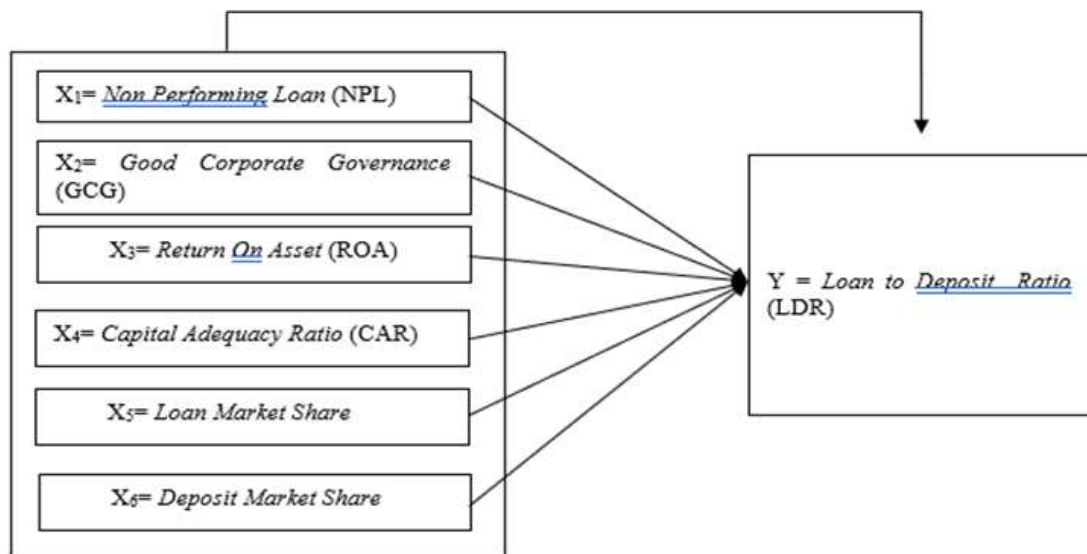 X1= Non Performing Loan (NPL)
X2= Good Corporate Governance
(GCG)
X3= Return On Asset (ROA)
X4= Capital Adequacy Ratio (CAR)
X5= Loan Market Share
X6= Deposit Market Share
Y = Loan to Deposit Ratio
(LDR)